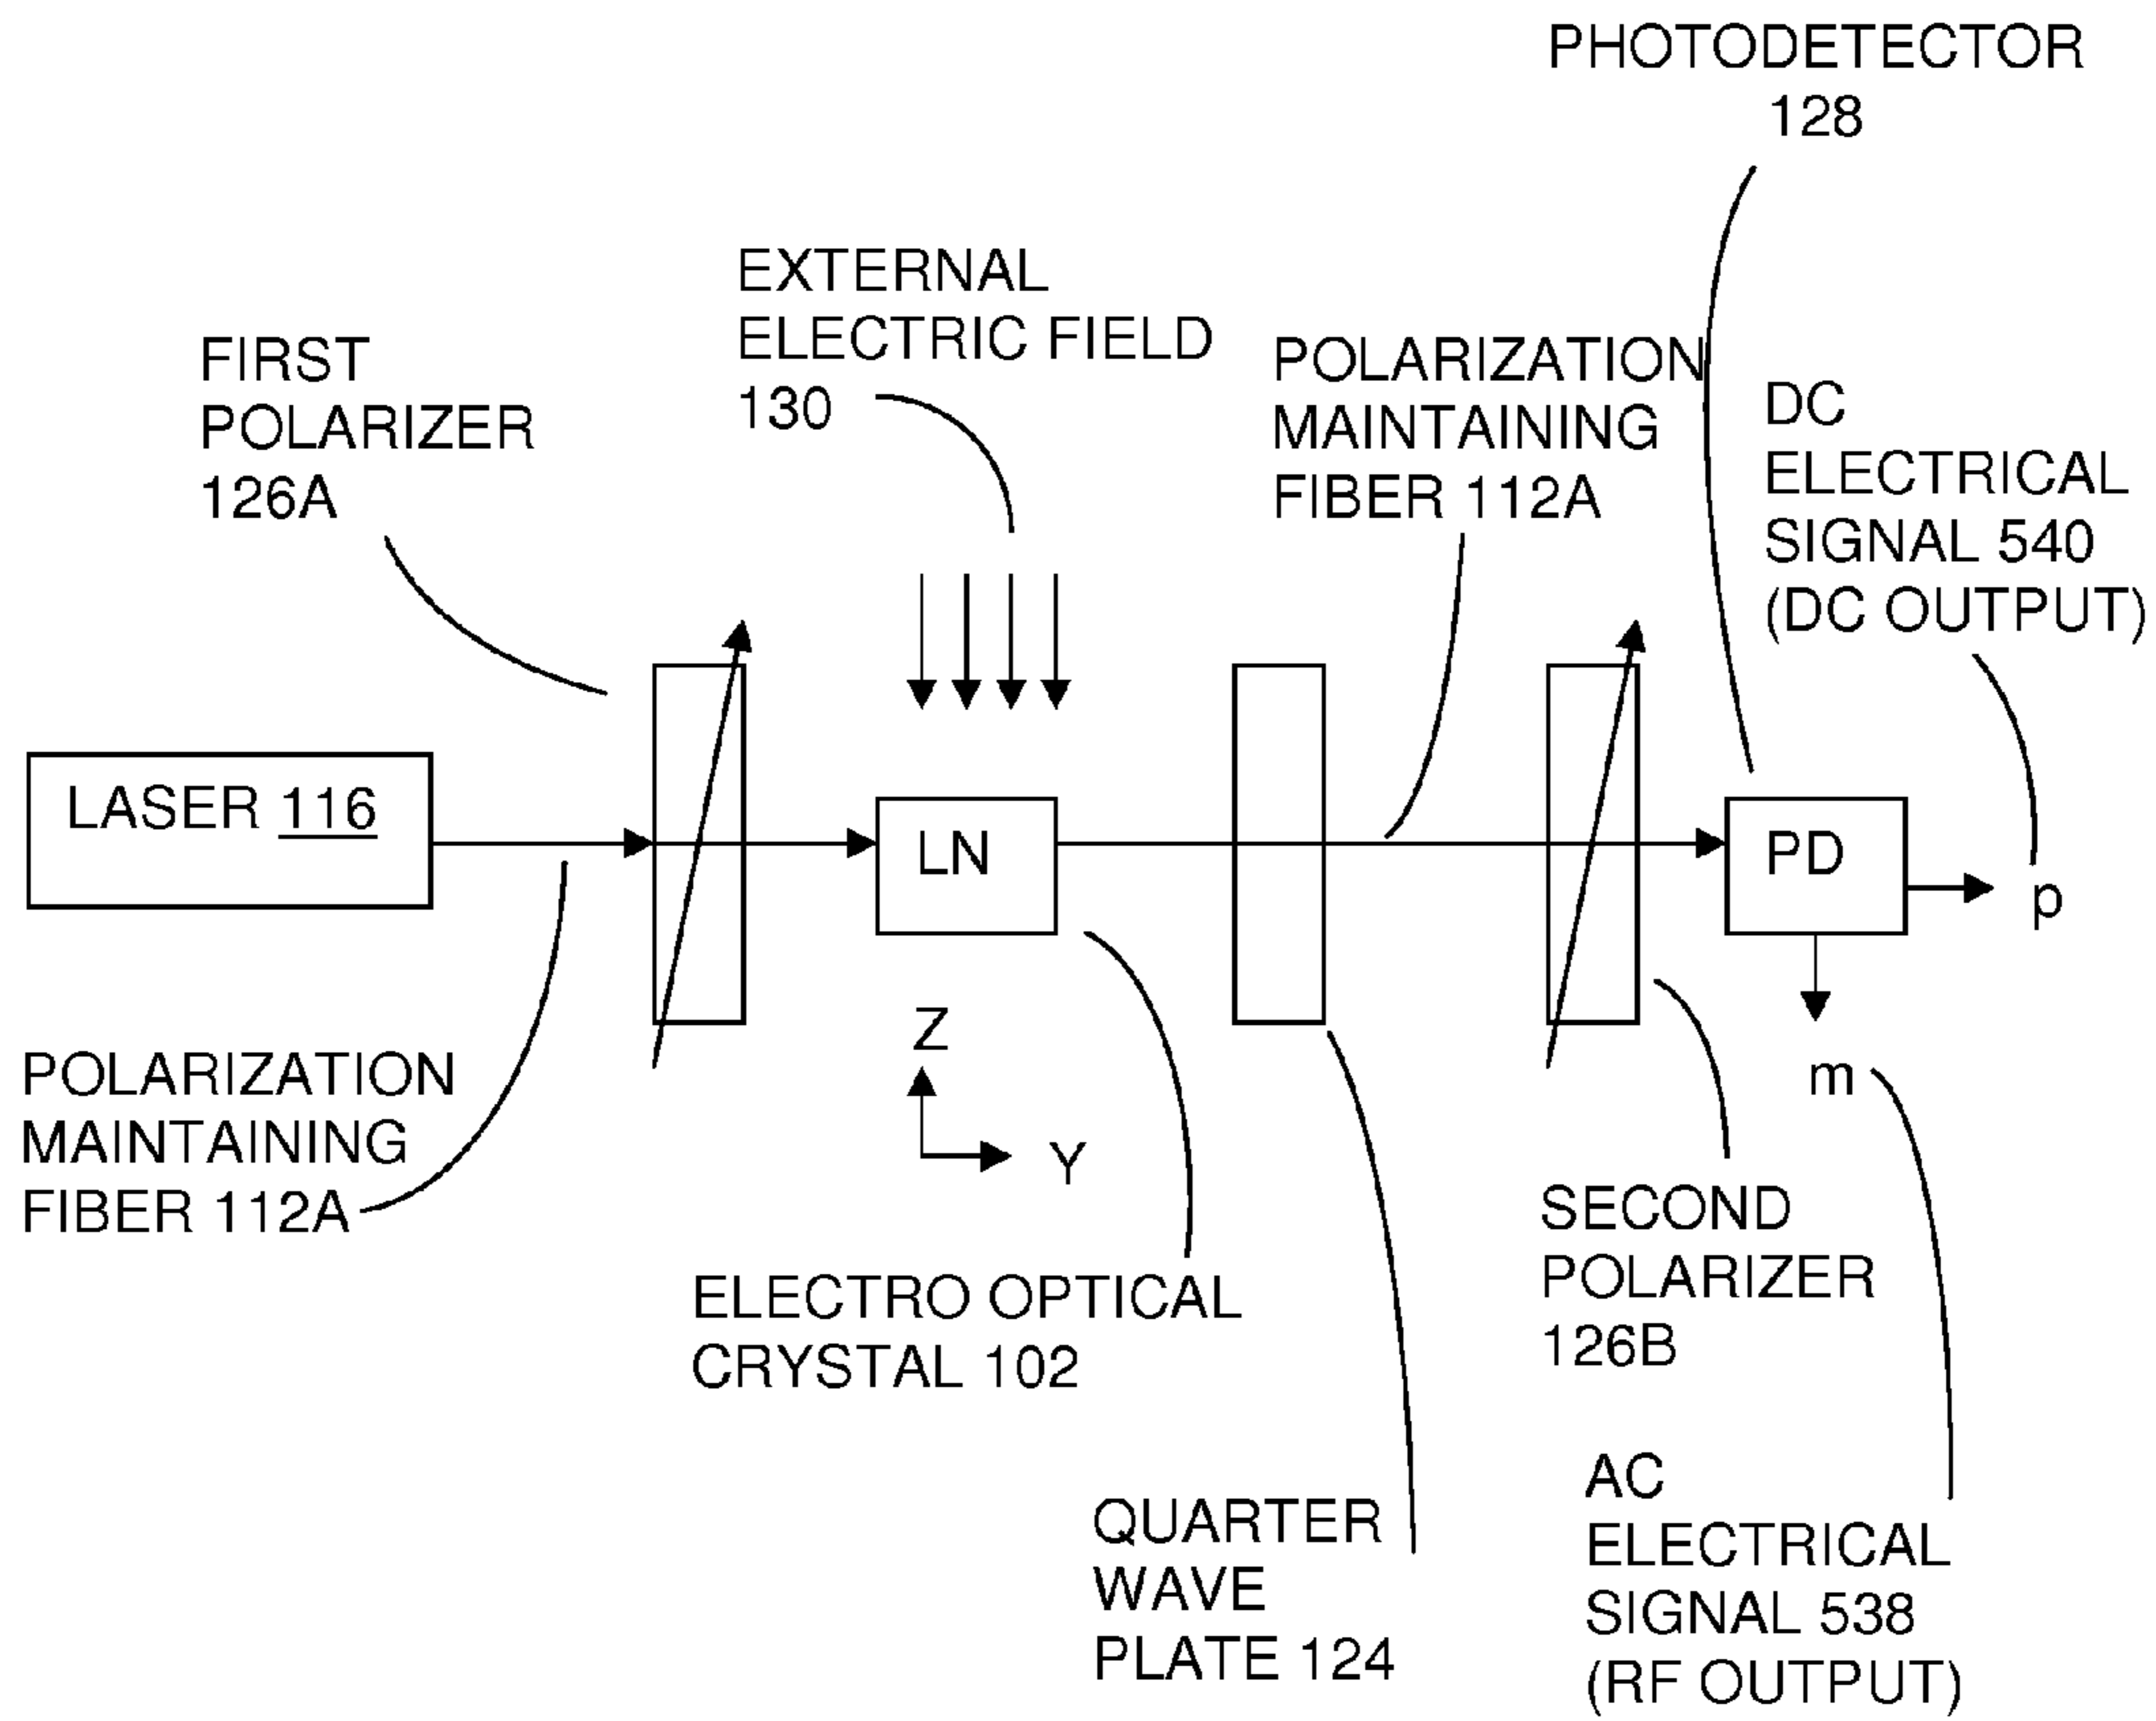 PHOTODETECTOR
128
EXTERNAL
ELECTRIC FIELD
130
FIRST
POLARIZER
126A
POLARIZATION
MAINTAINING
FIBER 112A
DC
ELECTRICAL
SIGNAL 540
(DC OUTPUT)
LASER 116
LN
PD
p
m
Z
Y
POLARIZATION
MAINTAINING
FIBER 112A
ELECTRO OPTICAL
CRYSTAL 102
SECOND
POLARIZER
126B
QUARTER
WAVE
PLATE 124
AC
ELECTRICAL
SIGNAL 538
(RF OUTPUT)